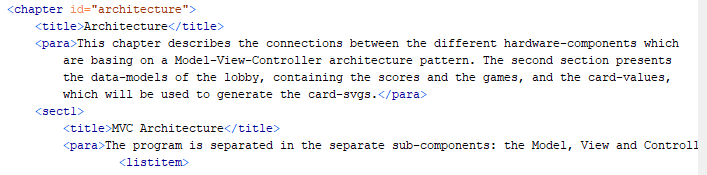 <chapter id="architecture">
<title>Architecture</title>
<para>This chapter describes the connections between the different hardware-components which
are basing on a Model-View-Controller architecture pattern. The second section presents
the data-models of the lobby, containing the scores and the games, and the card-values,
which will be used to generate the card-svgs.</para>
<sect1>
<title>MVC Architecture</title>
<para>The program is separated in the separate sub-components: the Model, View and Controll
<listitem>